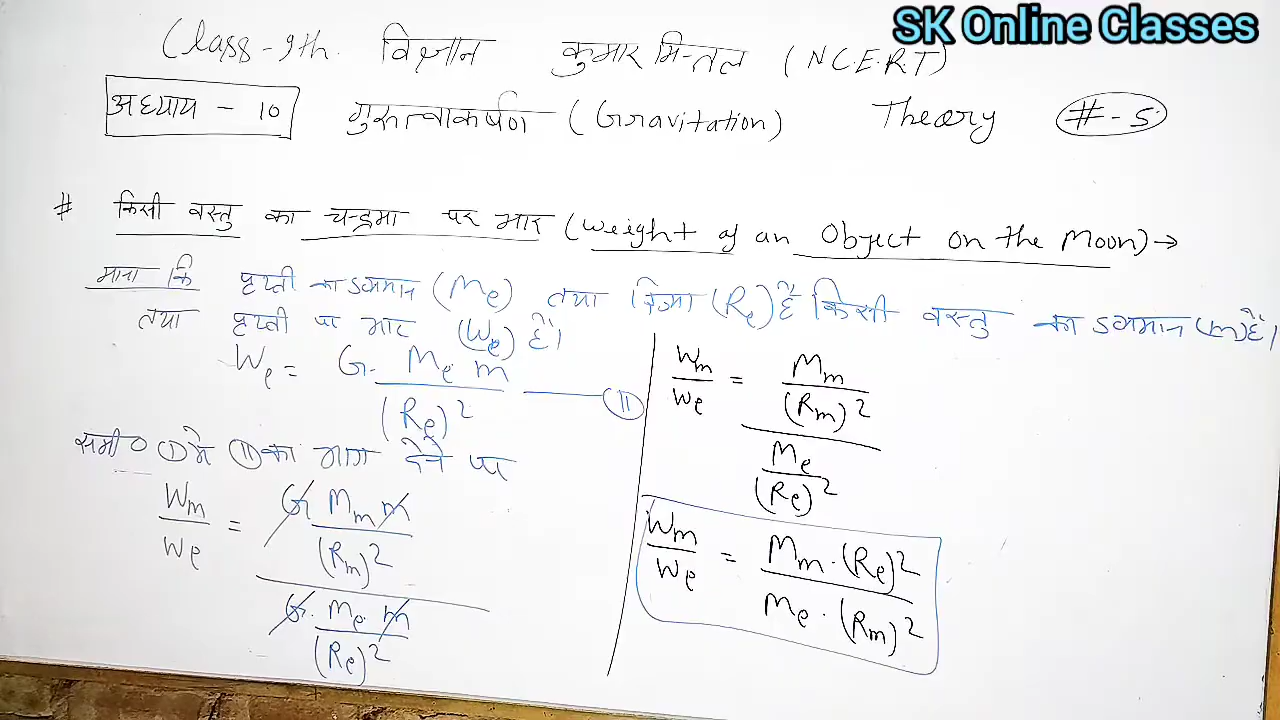 SK Online Classes
Class-9th. विज्ञान कुमार मित्तल (N.C.E.R.T)
अध्याय - 10 गुरुत्वाकर्षण (Gravitation) Theory #-5.
# किसी वस्तु का चन्द्रमा पर भार (Weight of an Object on the Moon)→
माना कि पृथ्वी का द्रव्यमान (Me) तथा त्रिज्या (Re) है किसी वस्तु का द्रव्यमान (m) है।
तथा पृथ्वी पर भार (We) है।
We = G. Me m / (Re)² —— II
समी० I में II का भाग देने पर
Wm / We = G Mm m / (Rm)² / G. Me m / (Re)²
Wm / We = Mm / (Rm)² / Me / (Re)²
Wm / We = Mm . (Re)² / Me . (Rm)²